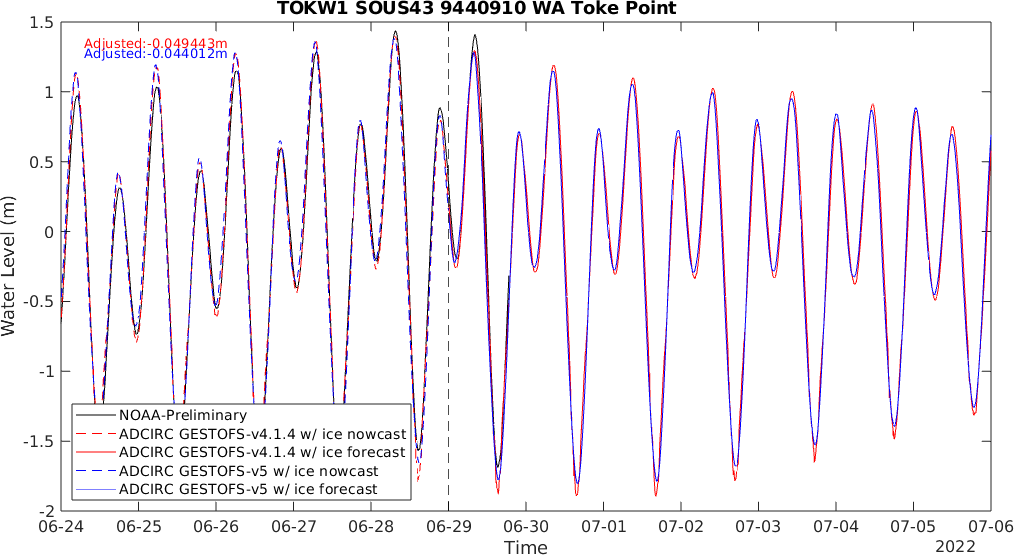 TOKW1 SOUS43 9440910 WA Toke Point
Adjusted:-0.049443m
Adjusted:-0.044012m
1.5
1
0.5
0
-0.5
-1
-1.5
-2
Water Level (m)
NOAA-Preliminary
ADCIRC GESTOFS-v4.1.4 w/ ice nowcast
ADCIRC GESTOFS-v4.1.4 w/ ice forecast
ADCIRC GESTOFS-v5 w/ ice nowcast
ADCIRC GESTOFS-v5 w/ ice forecast
06-24 06-25 06-26 06-27 06-28 06-29 06-30 07-01 07-02 07-03 07-04 07-05 07-06
Time
2022